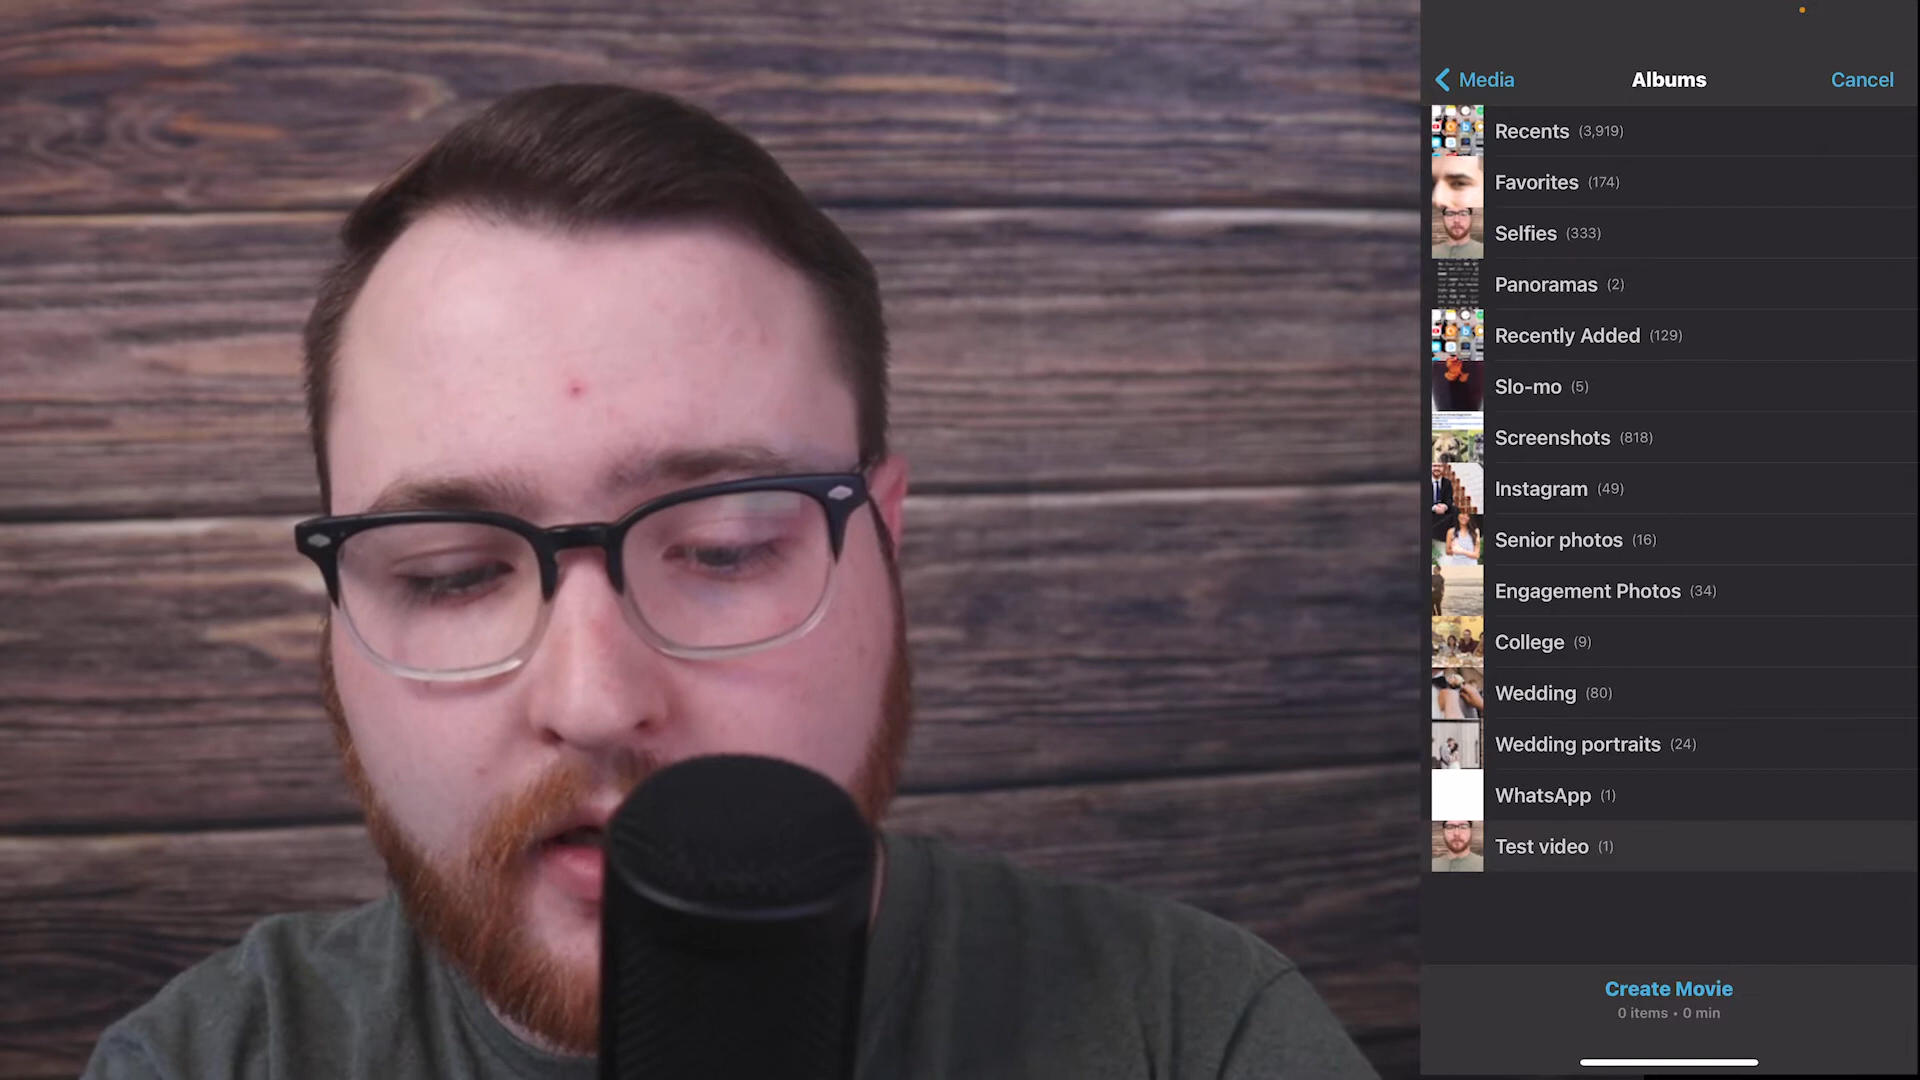 Media
Albums
Cancel
Recents (3,919)
Favorites (174)
Selfies (333)
Panoramas (2)
Recently Added (129)
Slo-mo (5)
Screenshots (818)
Instagram (49)
Senior photos (16)
Engagement Photos (34)
College (9)
Wedding (80)
Wedding portraits (24)
WhatsApp (1)
Test video (1)
Create Movie
0 items • 0 min